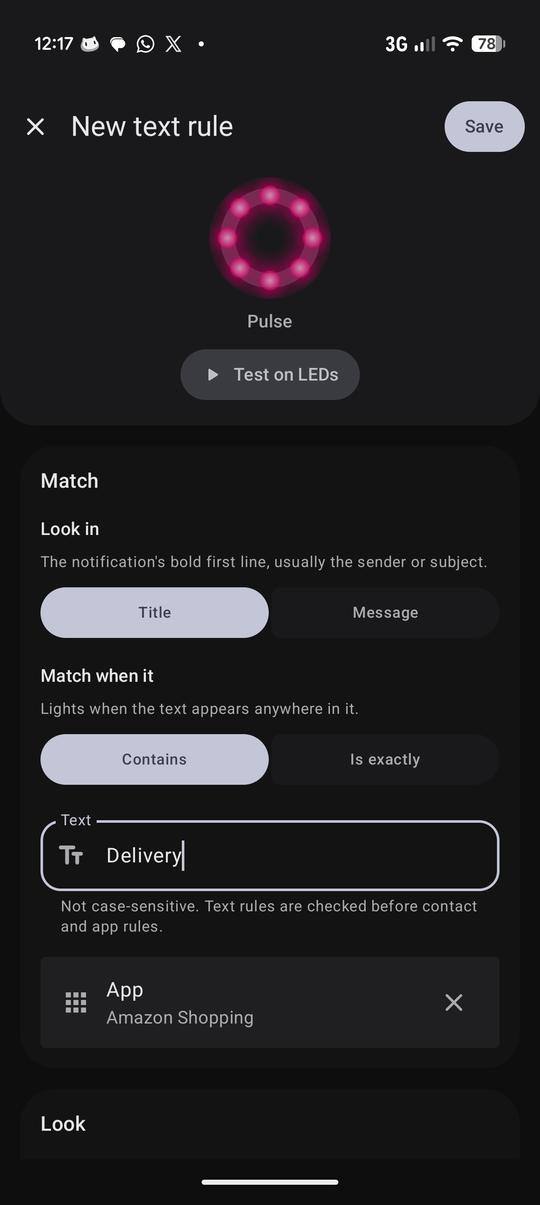 12:17
3G
78
New text rule
Save
Pulse
Test on LEDs
Match
Look in
The notification's bold first line, usually the sender or subject.
Title
Message
Match when it
Lights when the text appears anywhere in it.
Contains
Is exactly
Text
Delivery
Not case-sensitive. Text rules are checked before contact
and app rules.
App
Amazon Shopping
Look